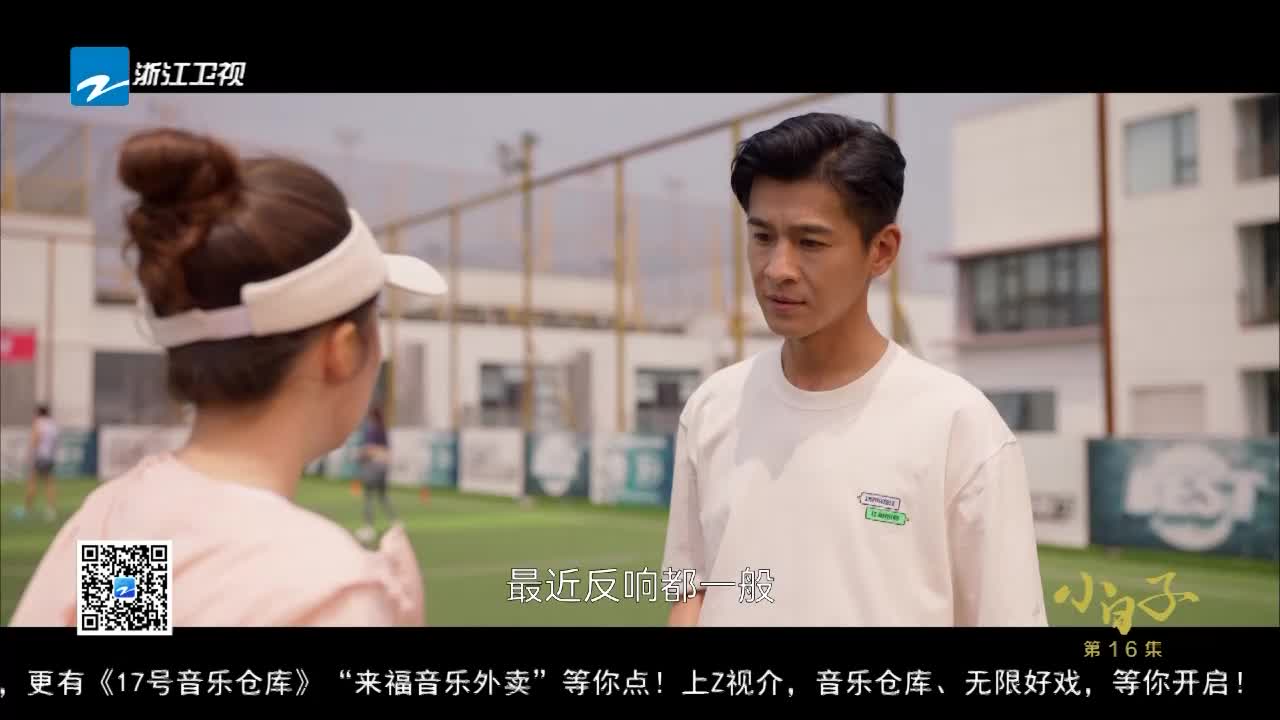 浙江卫视
BEST
最近反响都一般
小白子
第16集
，更有《17号音乐仓库》“来福音乐外卖”等你点！上Z视介，音乐仓库、无限好戏，等你开启！